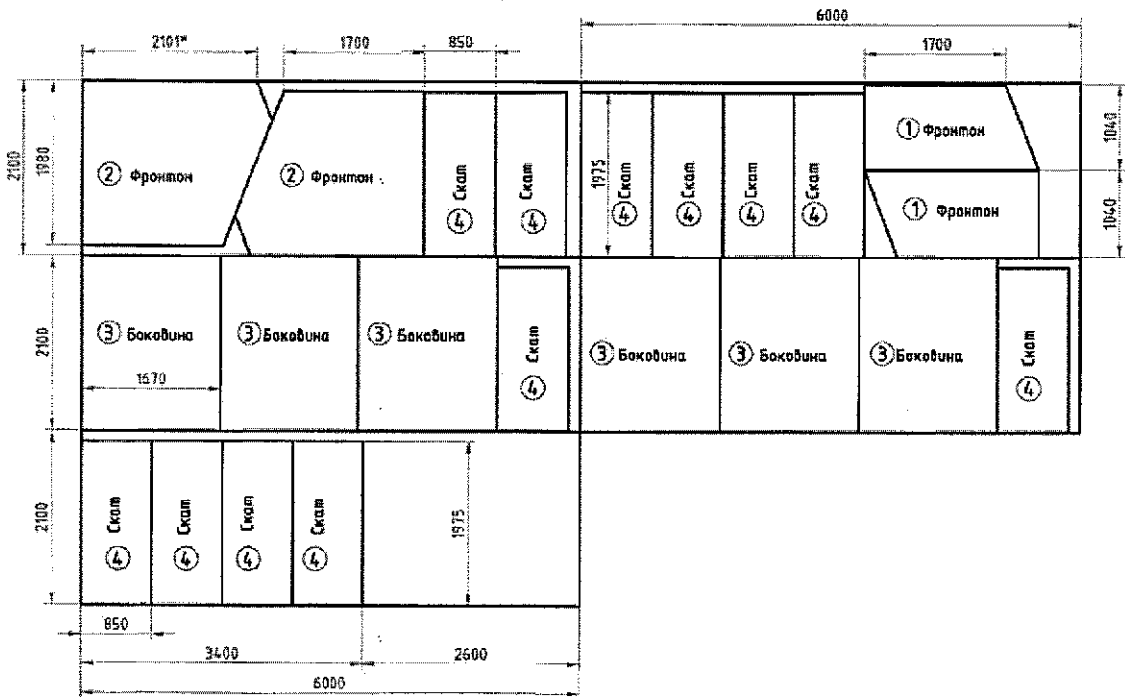 6000
2101*
1700
850
1700
2100
1980
② Фронтон
② Фронтон
Скат
④
Скат
④
1975
Скат
④
Скат
④
Скат
④
Скат
④
① Фронтон
① Фронтон
1040
1040
2100
③ Боковина
③ Боковина
③ Боковина
1670
Скат
④
③ Боковина
③ Боковина
③ Боковина
Скат
④
2100
Скат
④
Скат
④
Скат
④
Скат
④
1975
850
3400
2600
6000